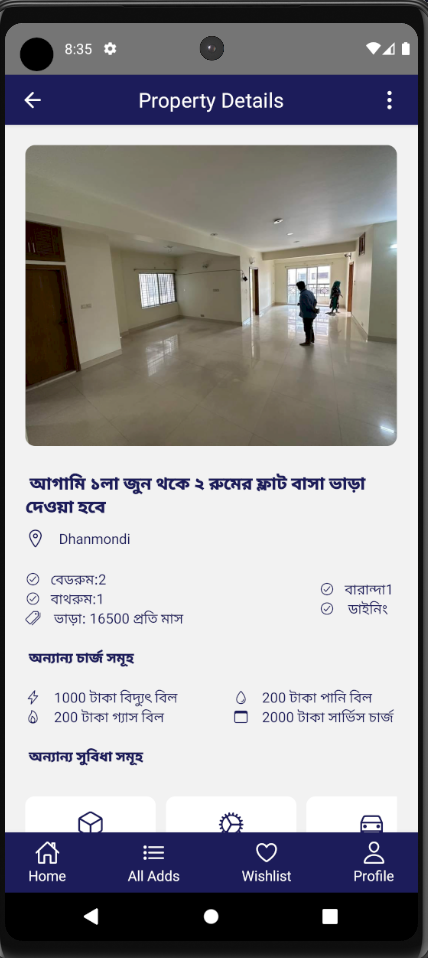 8:35
Property Details
আগামি ১লা জুন থকে ২ রুমের ফ্লাট বাসা ভাড়া
দেওয়া হবে
Dhanmondi
বেডরুম:2
বারান্দা1
বাথরুম:1
ডাইনিং
ভাড়া: 16500 প্রতি মাস
অন্যান্য চার্জ সমূহ
1000 টাকা বিদ্যুৎ বিল
200 টাকা পানি বিল
200 টাকা গ্যাস বিল
2000 টাকা সার্ভিস চার্জ
অন্যান্য সুবিধা সমূহ
Home
All Adds
Wishlist
Profile